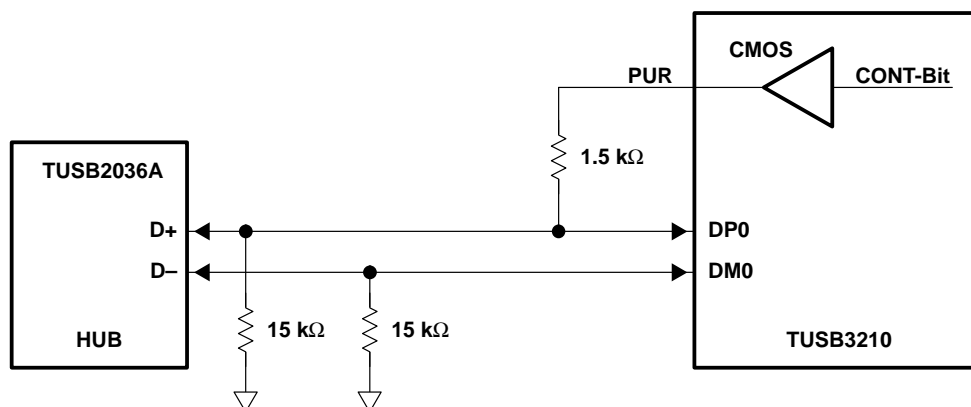 CMOS
PUR
CONT-Bit
1.5 kΩ
TUSB2036A
D+
DP0
D–
DM0
15 kΩ
15 kΩ
HUB
TUSB3210